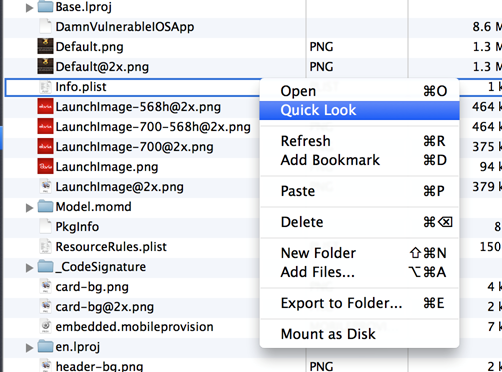 Base.lproj
DamnVulnerableIOSApp 8.6 M
Default.png PNG 1.3 M
Default@2x.png PNG 1.3 M
Info.plist 1 k
LaunchImage-568h@2x.png 464 k
LaunchImage-700-568h@2x.png 464 k
LaunchImage-700@2x.png 375 k
LaunchImage.png 94 k
LaunchImage@2x.png 379 k
Model.momd
PkgInfo 8
ResourceRules.plist 150
_CodeSignature
card-bg.png 4 k
card-bg@2x.png 2 k
embedded.mobileprovision 7 k
en.lproj
header-bg.png PNG
Open ⌘O
Quick Look
Refresh ⌘R
Add Bookmark ⌘D
Paste ⌘P
Delete ⌘⌫
New Folder ⇧⌘N
Add Files... ⌥⌘A
Export to Folder... ⌘E
Mount as Disk